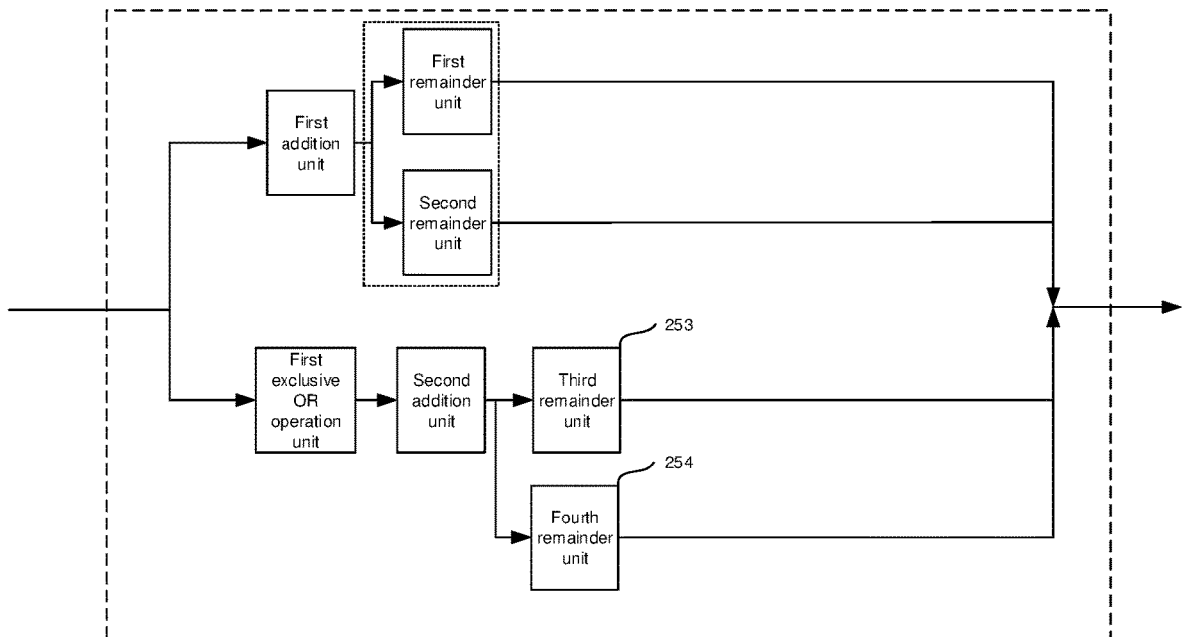 First
remainder
unit
First
addition
unit
Second
remainder
unit
253
First
exclusive
OR
operation
unit
Second
addition
unit
Third
remainder
unit
254
Fourth
remainder
unit